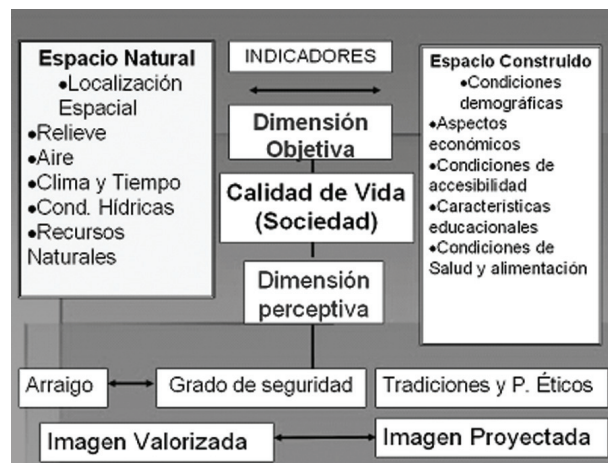 Espacio Natural
•Localización
Espacial
•Relieve
•Aire
•Clima y Tiempo
•Cond. Hídricas
•Recursos
Naturales
INDICADORES
Dimensión
Objetiva
Calidad de Vida
(Sociedad)
Dimensión
perceptiva
Espacio Construido
•Condiciones
demográficas
•Aspectos
económicos
•Condiciones de
accesibilidad
•Características
educacionales
•Condiciones de
Salud y alimentación
Arraigo
Grado de seguridad
Tradiciones y P. Éticos
Imagen Valorizada
Imagen Proyectada